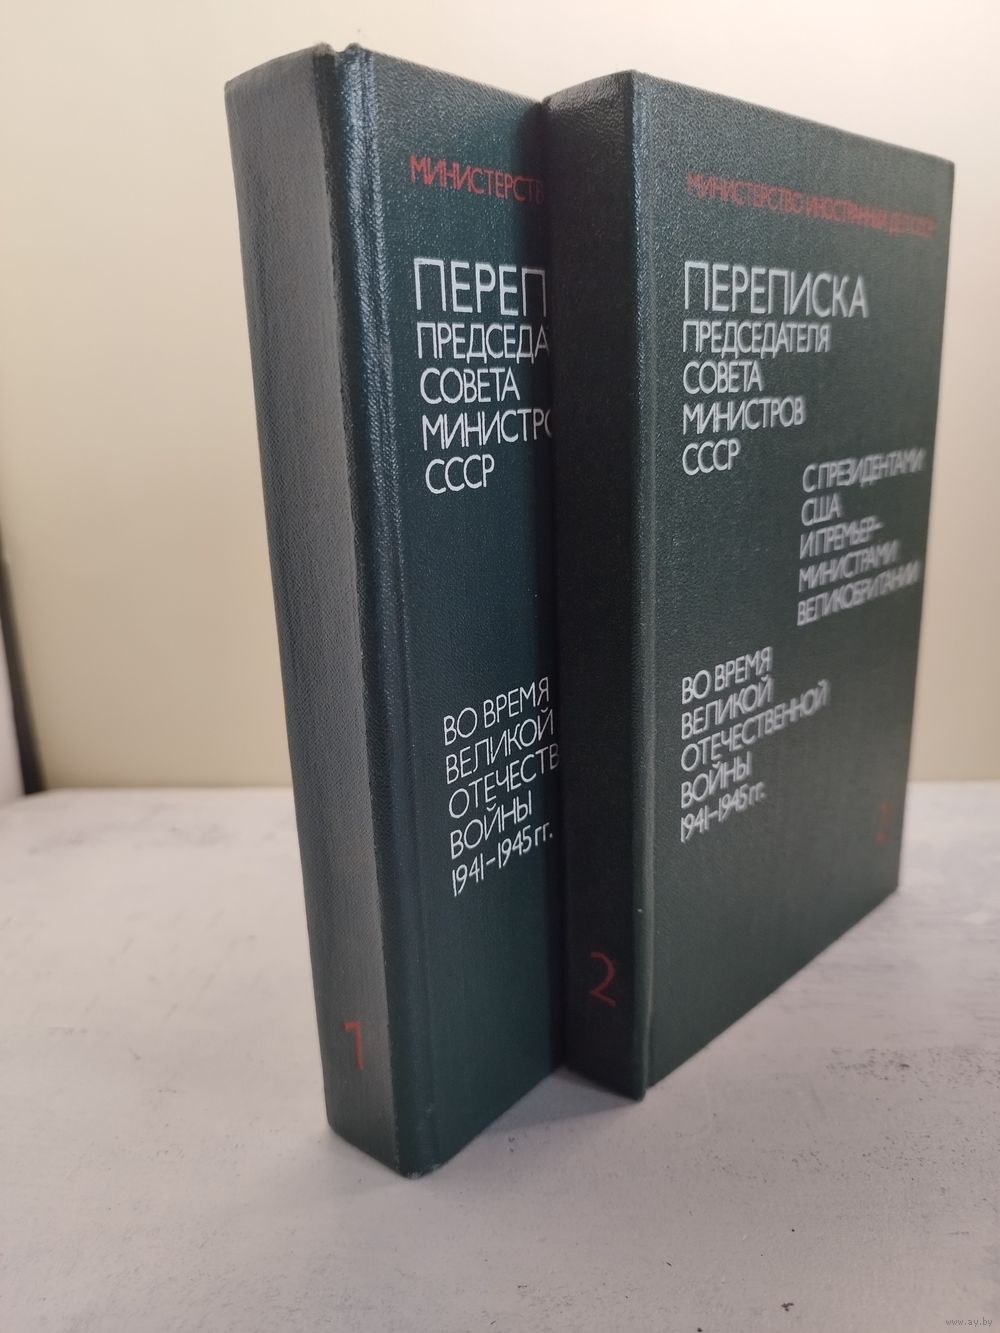 МИНИСТЕРСТВ
ПЕРЕП
ПРЕДСЕДА
СОВЕТА
МИНИСТРО
СССР
ВО ВРЕМЯ
ВЕЛИКОЙ
ОТЕЧЕСТВ
ВОЙНЫ
1941–1945 гг.
1
МИНИСТЕРСТВО ИНОСТРАННЫХ ДЕЛ СССР
ПЕРЕПИСКА
ПРЕДСЕДАТЕЛЯ
СОВЕТА
МИНИСТРОВ
СССР
С ПРЕЗИДЕНТАМИ
США
И ПРЕМЬЕР–
МИНИСТРАМИ
ВЕЛИКОБРИТАНИИ
ВО ВРЕМЯ
ВЕЛИКОЙ
ОТЕЧЕСТВЕННОЙ
ВОЙНЫ
1941–1945 гг.
2
2
www.ay.by